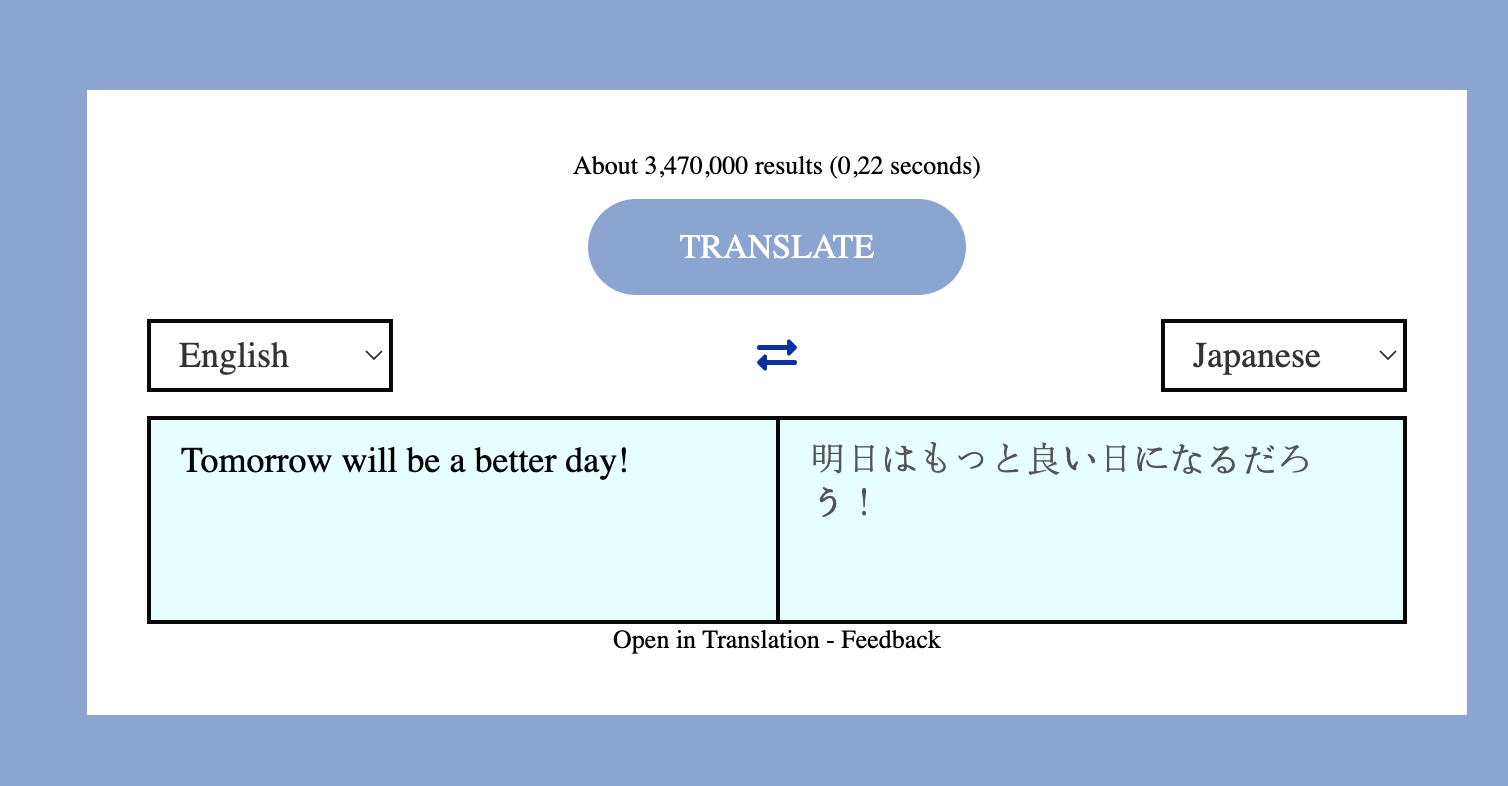 About 3,470,000 results (0,22 seconds)
TRANSLATE
English
Japanese
Tomorrow will be a better day!
明日はもっと良い日になるだろ
う！
Open in Translation - Feedback